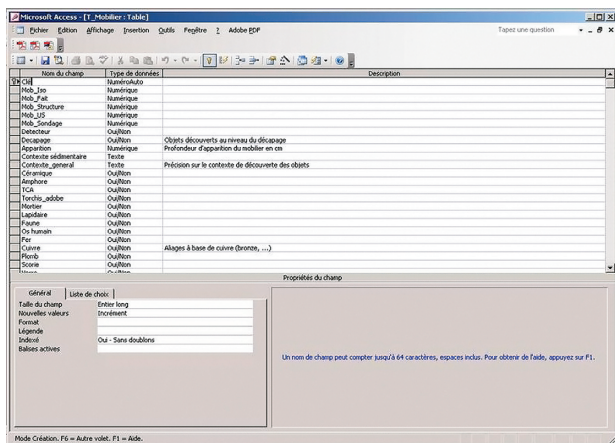 Microsoft Access - [T_Mobilier : Table]
Fichier Edition Affichage Insertion Outils Fenêtre ? Adobe PDF Tapez une question
Nom du champ Type de données Description
Clé NuméroAuto
Mob_Iso Numérique
Mob_Fait Numérique
Mob_Structure Numérique
Mob_US Numérique
Mob_Sondage Numérique
Detecteur Oui/Non
Decapage Oui/Non Objets découverts au niveau du décapage
Apparition Numérique Profondeur d'apparition du mobilier en cm
Contexte sédimentaire Texte
Contexte_general Texte Précision sur le contexte de découverte des objets
Céramique Oui/Non
Amphore Oui/Non
TCA Oui/Non
Torchis_adobe Oui/Non
Mortier Oui/Non
Lapidaire Oui/Non
Faune Oui/Non
Os humain Oui/Non
Fer Oui/Non
Cuivre Oui/Non Aliages à base de cuivre (bronze, ...)
Plomb Oui/Non
Scorie Oui/Non
Propriétés du champ
Général Liste de choix
Taille du champ Entier long
Nouvelles valeurs Incrément
Format
Légende
Indexé Oui - Sans doublons
Balises actives
Un nom de champ peut compter jusqu'à 64 caractères, espaces inclus. Pour obtenir de l'aide, appuyez sur F1.
Mode Création. F6 = Autre volet. F1 = Aide.